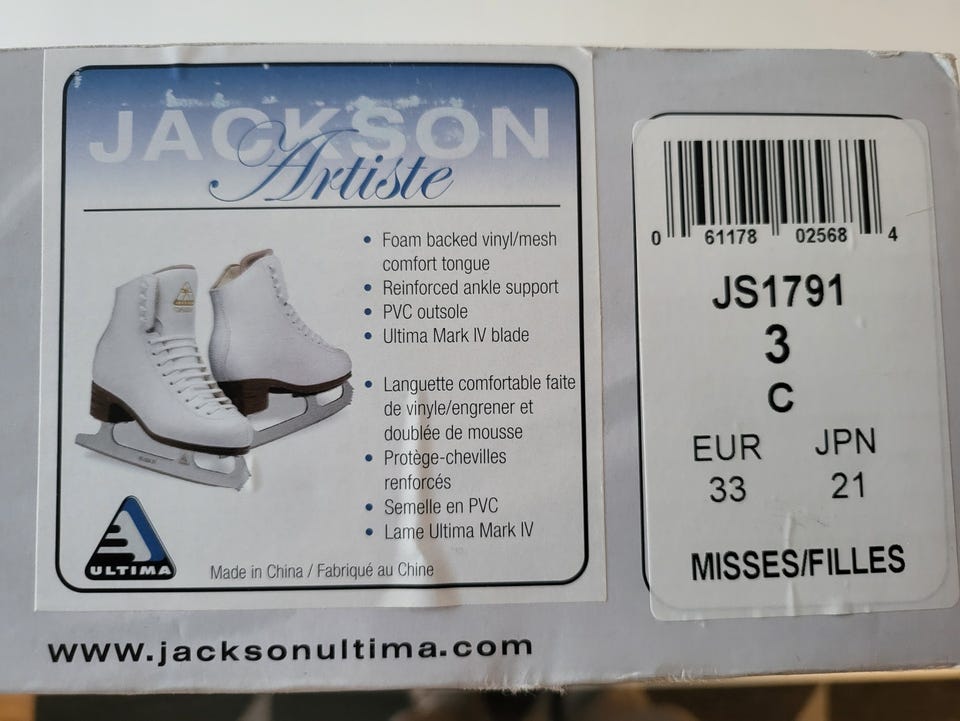 JACKSON
Artiste
• Foam backed vinyl/mesh
comfort tongue
• Reinforced ankle support
• PVC outsole
• Ultima Mark IV blade
• Languette comfortable faite
de vinyle/engrener et
doublée de mousse
• Protège-chevilles
renforcés
• Semelle en PVC
• Lame Ultima Mark IV
ULTIMA
Made in China / Fabriqué au Chine
www.jacksonultima.com
0 61178 02568 4
JS1791
3
C
EUR JPN
33 21
MISSES/FILLES